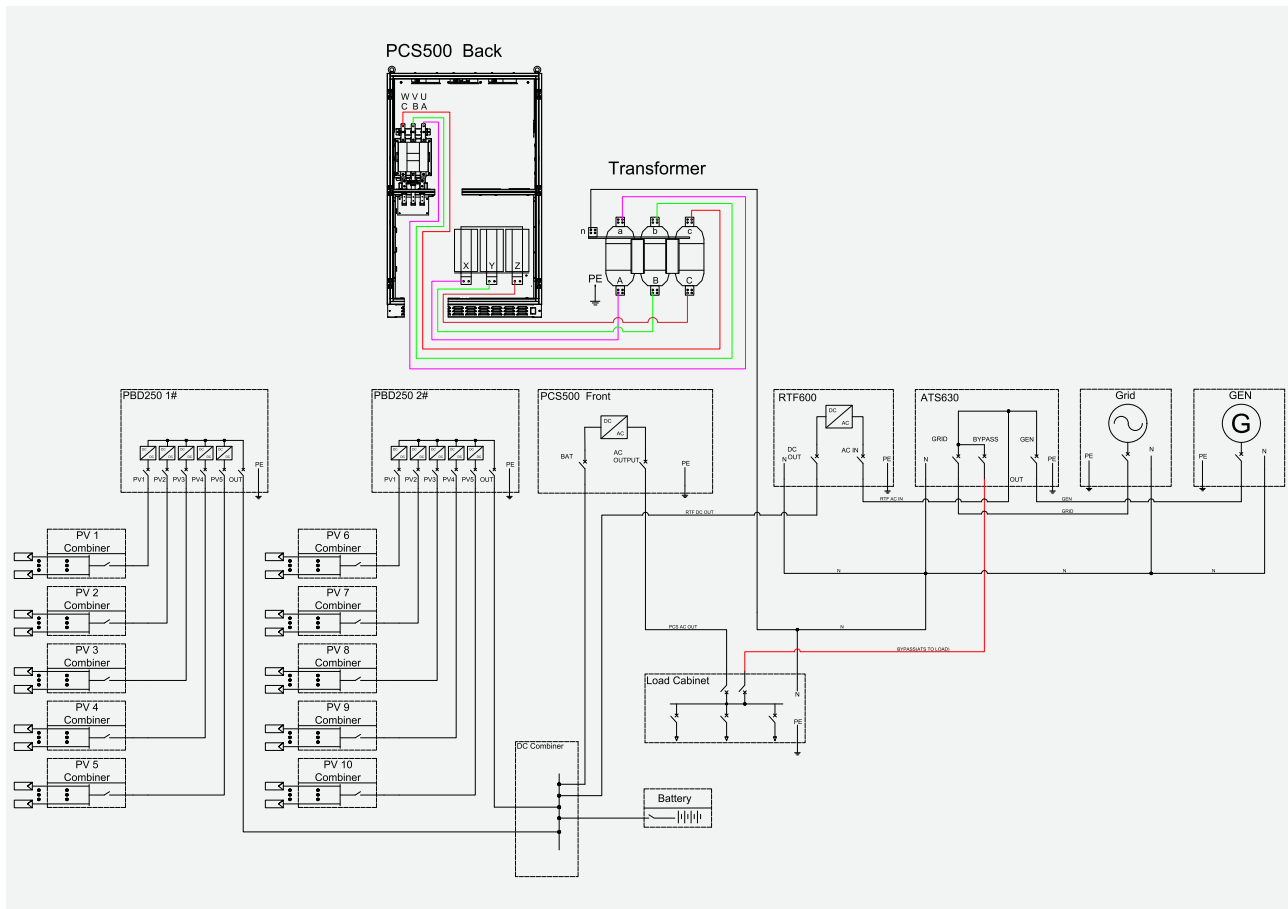 PCS500 Back
W V U
C B A
X
Y
Z
Transformer
n
a
b
c
PE
A
B
C
PBD250 1#
PE
PV1
PV2
PV3
PV4
PV5
OUT
PBD250 2#
PE
PV1
PV2
PV3
PV4
PV5
OUT
PCS500 Front
DC
AC
BAT
AC
OUTPUT
PE
RTF600
DC
AC
DC
OUT
N
AC IN
PE
ATS630
GRID
BYPASS
GEN
N
PE
OUT
Grid
PE
N
GEN
G
PE
N
RTF AC IN
GEN
GRID
RTF DC OUT
N
N
N
PV 1
Combiner
PV 2
Combiner
PV 3
Combiner
PV 4
Combiner
PV 5
Combiner
PV 6
Combiner
PV 7
Combiner
PV 8
Combiner
PV 9
Combiner
PV 10
Combiner
PCS AC OUT
N
BYPASS(ATS TO LOAD)
Load Cabinet
N
PE
DC Combiner
Battery